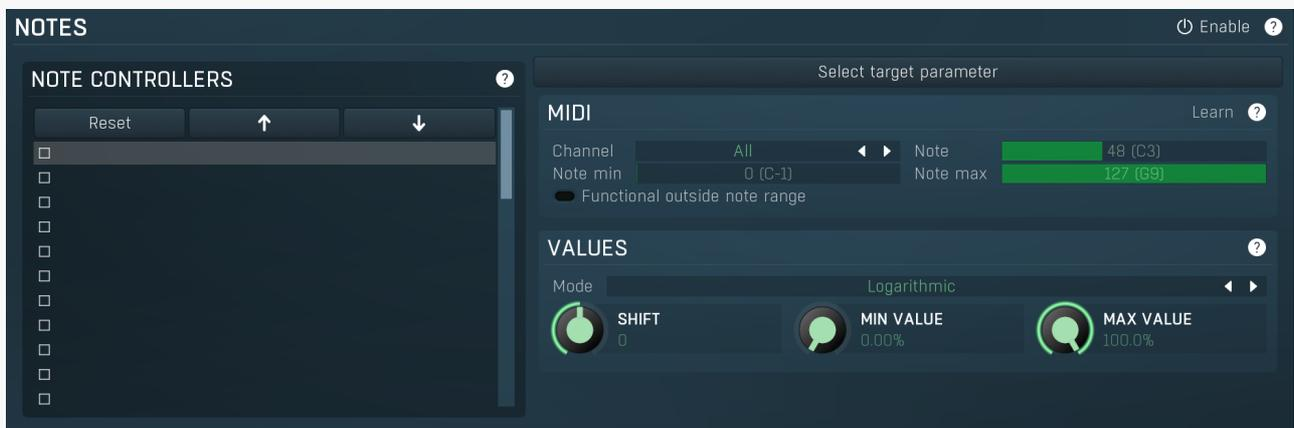 NOTES
Enable ?
NOTE CONTROLLERS ?
Reset
Select target parameter
MIDI
Learn ?
Channel All
Note 48 (C3)
Note min 0 (C-1)
Note max 127 (G9)
Functional outside note range
VALUES ?
Mode Logarithmic
SHIFT
0
MIN VALUE
0.00%
MAX VALUE
100.0%